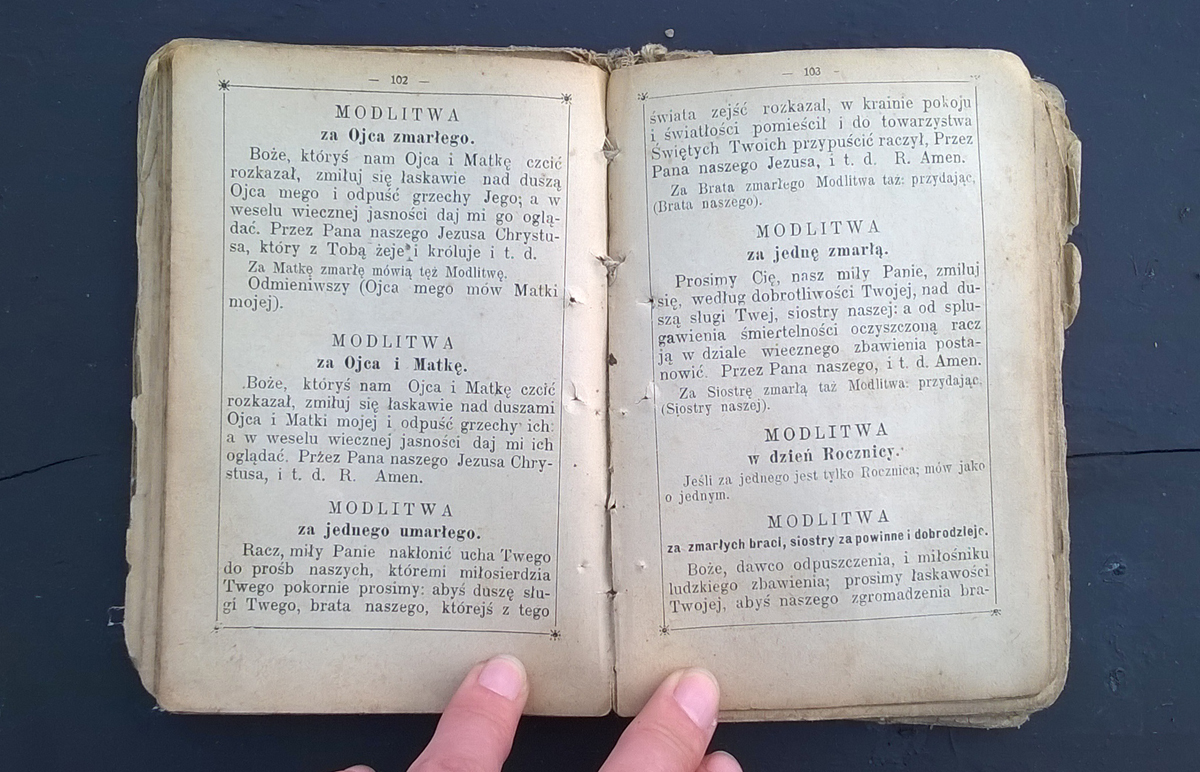 — 102 —
MODLITWA
za Ojca zmarłego.
Boże, któryś nam Ojca i Matkę czcić
rozkazał, zmiłuj się łaskawie nad duszą
Ojca mego i odpuść grzechy Jego; a w
weselu wiecznej jasności daj mi go oglą-
dać. Przez Pana naszego Jezusa Chrystu-
sa, który z Tobą żeje i króluje i t. d.
Za Matkę zmarłę mówią tęż Modlitwę.
Odmieniwszy (Ojca mego mów Matki
mojej).
MODLITWA
za Ojca i Matkę.
Boże, któryś nam Ojca i Matkę czcić
rozkazał, zmiłuj się łaskawie nad duszami
Ojca i Matki mojej i odpuść grzechy ich:
a w weselu wiecznej jasności daj mi ich
oglądać. Przez Pana naszego Jezusa Chry-
stusa, i t. d. R. Amen.
MODLITWA
za jednego umarłego.
Racz, miły Panie nakłonić ucha Twego
do prośb naszych, któremi miłosierdzia
Twego pokornie prosimy: abyś duszę słu-
gi Twego, brata naszego, którejś z tego
— 103 -
świata zejść rozkazał, w krainie pokoju
i światłości pomieścił i do towarzystwa
Świętych Twoich przypuścić raczył, Przez
Pana naszego Jezusa, i t. d. R. Amen.
Za Brata zmarłego Modlitwa taż: przydając,
(Brata naszego).
MODLITWA
za jednę zmarłą.
Prosimy Cię, nasz miły Panie, zmiłuj
się, według dobrotliwości Twojej, nad du-
szą sługi Twej, siostry naszej: a od splu-
gawienia śmiertelności oczyszczoną racz
ją w dziale wiecznego zbawienia posta-
nowić. Przez Pana naszego, i t. d. Amen.
Za Siostrę zmarłą taż Modlitwa: przydając,
(Siostry naszej).
MODLITWA
w dzień Rocznicy.
Jeśli za jednego jest tylko Rocznica; mów jako
o jednym.
MODLITWA
za zmarłych braci, siostry za powinne i dobrodzieje.
Boże, dawco odpuszczenia, i miłośniku
ludzkiego zbawienia; prosimy łaskawości
Twojej, abyś naszego zgromadzenia bra-